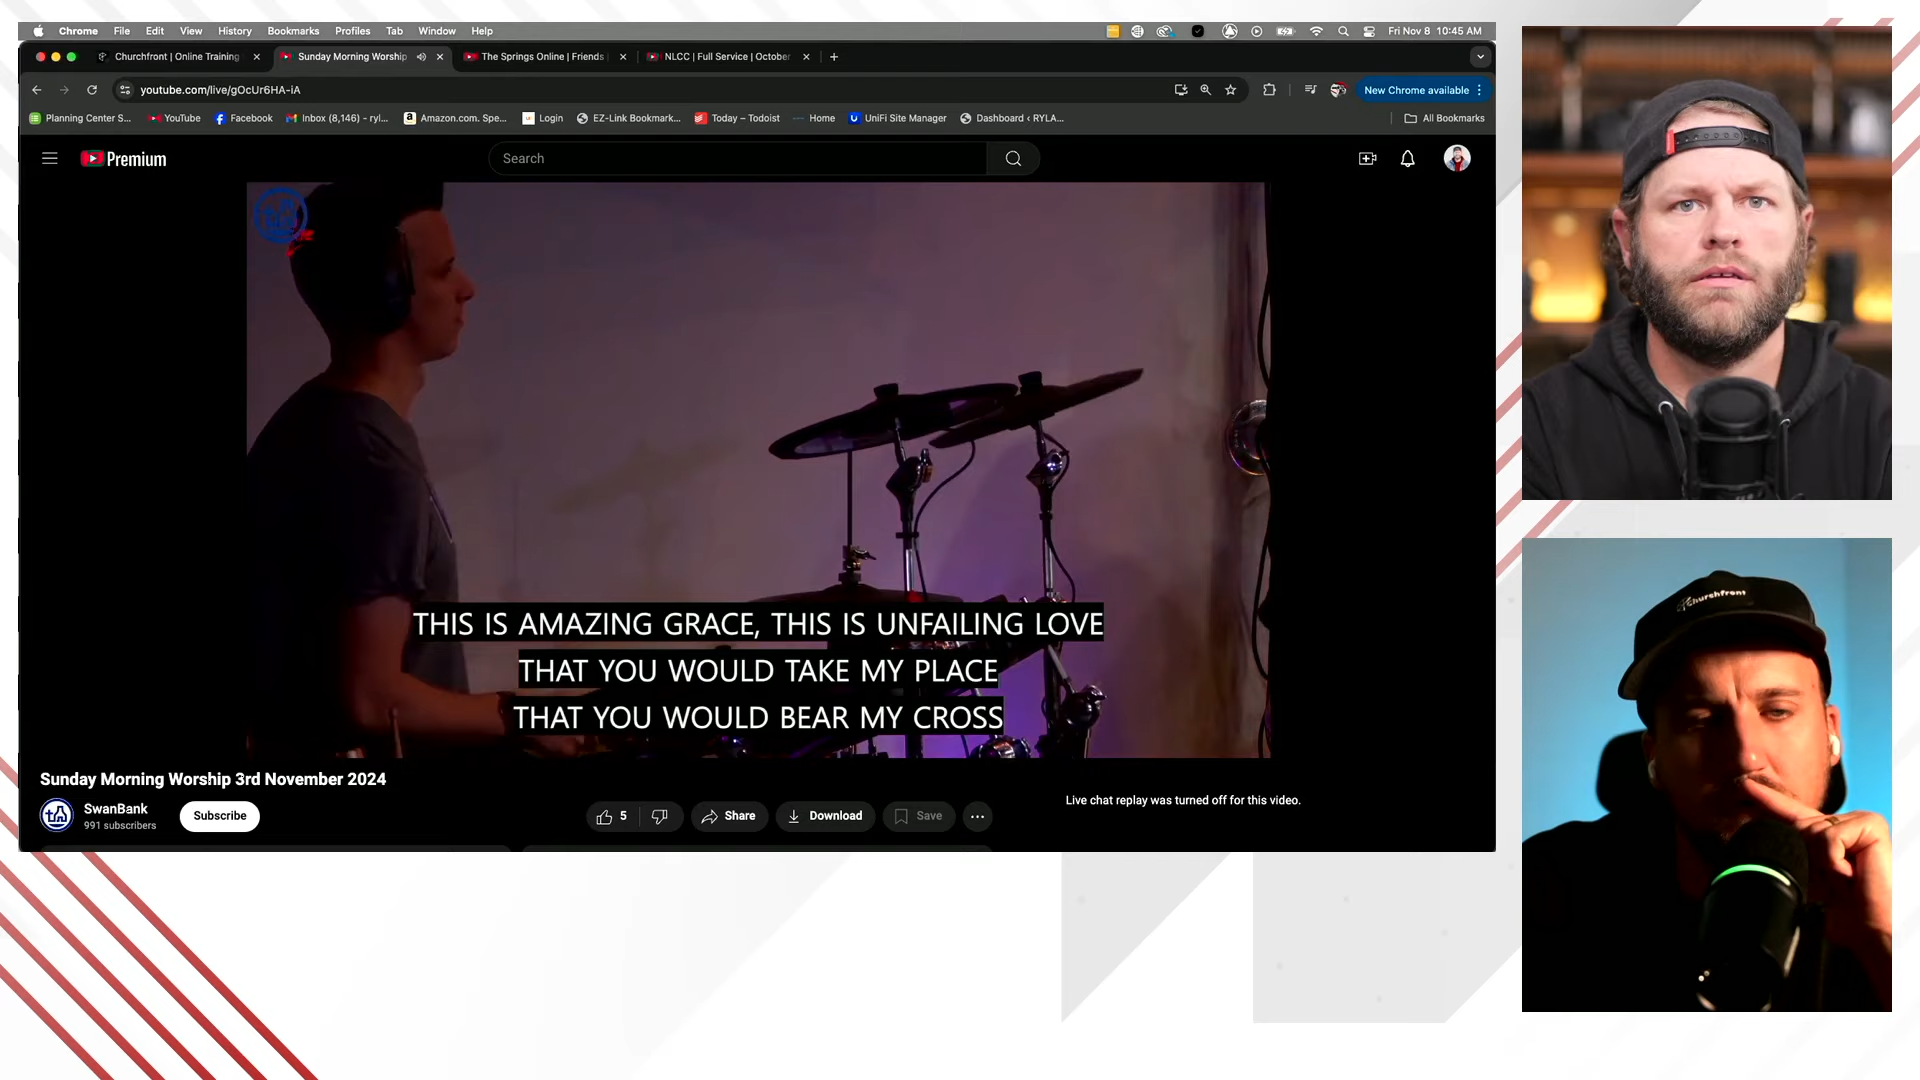 Chrome File Edit View History Bookmarks Profiles Tab Window Help Fri Nov 8 10:45 AM
Churchfront | Online Training Sunday Morning Worship The Springs Online | Friends NLCC | Full Service | October
youtube.com/live/gOcUr6HA-iA New Chrome available
Planning Center S... YouTube Facebook Inbox (8,146) – ryl... Amazon.com. Spe... Login EZ-Link Bookmark... Today – Todoist Home UniFi Site Manager Dashboard ‹ RYLA... All Bookmarks
Premium Search
THIS IS AMAZING GRACE, THIS IS UNFAILING LOVE
THAT YOU WOULD TAKE MY PLACE
THAT YOU WOULD BEAR MY CROSS
Sunday Morning Worship 3rd November 2024
SwanBank
991 subscribers
Subscribe
5 Share Download Save
Live chat replay was turned off for this video.
Churchfront